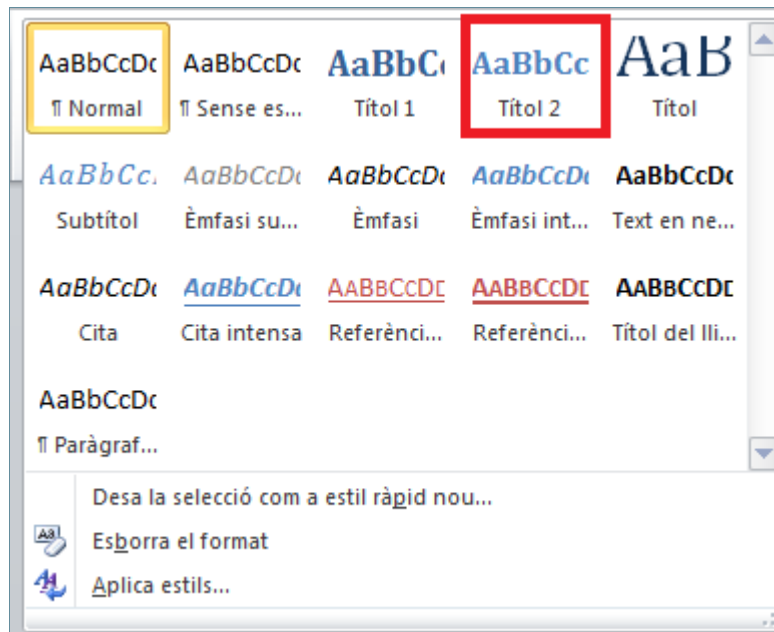 AaBbCcDc AaBbCcDc AaBbC AaBbCc AaB
¶ Normal ¶ Sense es... Títol 1 Títol 2 Títol
AaBbCc. AaBbCcDc AaBbCcDc AaBbCcDc AaBbCcDc
Subtítol Èmfasi su... Èmfasi Èmfasi int... Text en ne...
AaBbCcDc AaBbCcDc AABBCCDD AABBCCDD AABBCCDD
Cita Cita intensa Referènci... Referènci... Títol del lli...
AaBbCcDc
¶ Paràgraf...
Desa la selecció com a estil ràpid nou...
Esborra el format
Aplica estils...